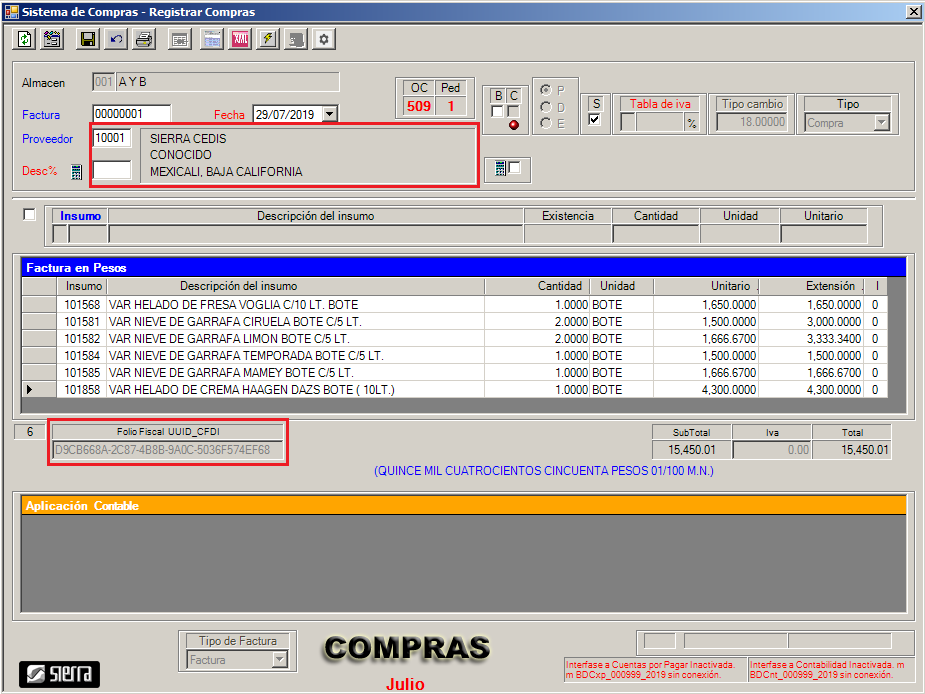 Sistema de Compras - Registrar Compras
XML
Almacen 001 A Y B
OC Ped
509 1
B C
P
D
E
S
Tabla de iva
%
Tipo cambio
18.00000
Tipo
Compra
Factura 00000001 Fecha 29/07/2019
Proveedor 10001 SIERRA CEDIS
CONOCIDO
Desc% MEXICALI, BAJA CALIFORNIA
Insumo Descripción del insumo Existencia Cantidad Unidad Unitario
Factura en Pesos
Insumo Descripción del insumo Cantidad Unidad Unitario . Extensión . I
101568 VAR HELADO DE FRESA VOGLIA C/10 LT. BOTE 1.0000 BOTE 1,650.0000 1,650.0000 0
101581 VAR NIEVE DE GARRAFA CIRUELA BOTE C/5 LT. 2.0000 BOTE 1,500.0000 3,000.0000 0
101582 VAR NIEVE DE GARRAFA LIMON BOTE C/5 LT. 2.0000 BOTE 1,666.6700 3,333.3400 0
101584 VAR NIEVE DE GARRAFA TEMPORADA BOTE C/5 LT. 1.0000 BOTE 1,500.0000 1,500.0000 0
101585 VAR NIEVE DE GARRAFA MAMEY BOTE C/5 LT. 1.0000 BOTE 1,666.6700 1,666.6700 0
101858 VAR HELADO DE CREMA HAAGEN DAZS BOTE ( 10LT.) 1.0000 BOTE 4,300.0000 4,300.0000 0
6 Folio Fiscal UUID_CFDI SubTotal Iva Total
D9CB668A-2C87-4B8B-9A0C-5036F574EF68 15,450.01 0.00 15,450.01
(QUINCE MIL CUATROCIENTOS CINCUENTA PESOS 01/100 M.N.)
Aplicación Contable
Tipo de Factura
Factura
COMPRAS
Julio
sierra
Interfase a Cuentas por Pagar Inactivada.
m BDCxp_000999_2019 sin conexión.
Interfase a Contabilidad Inactivada. m
BDCnt_000999_2019 sin conexión.